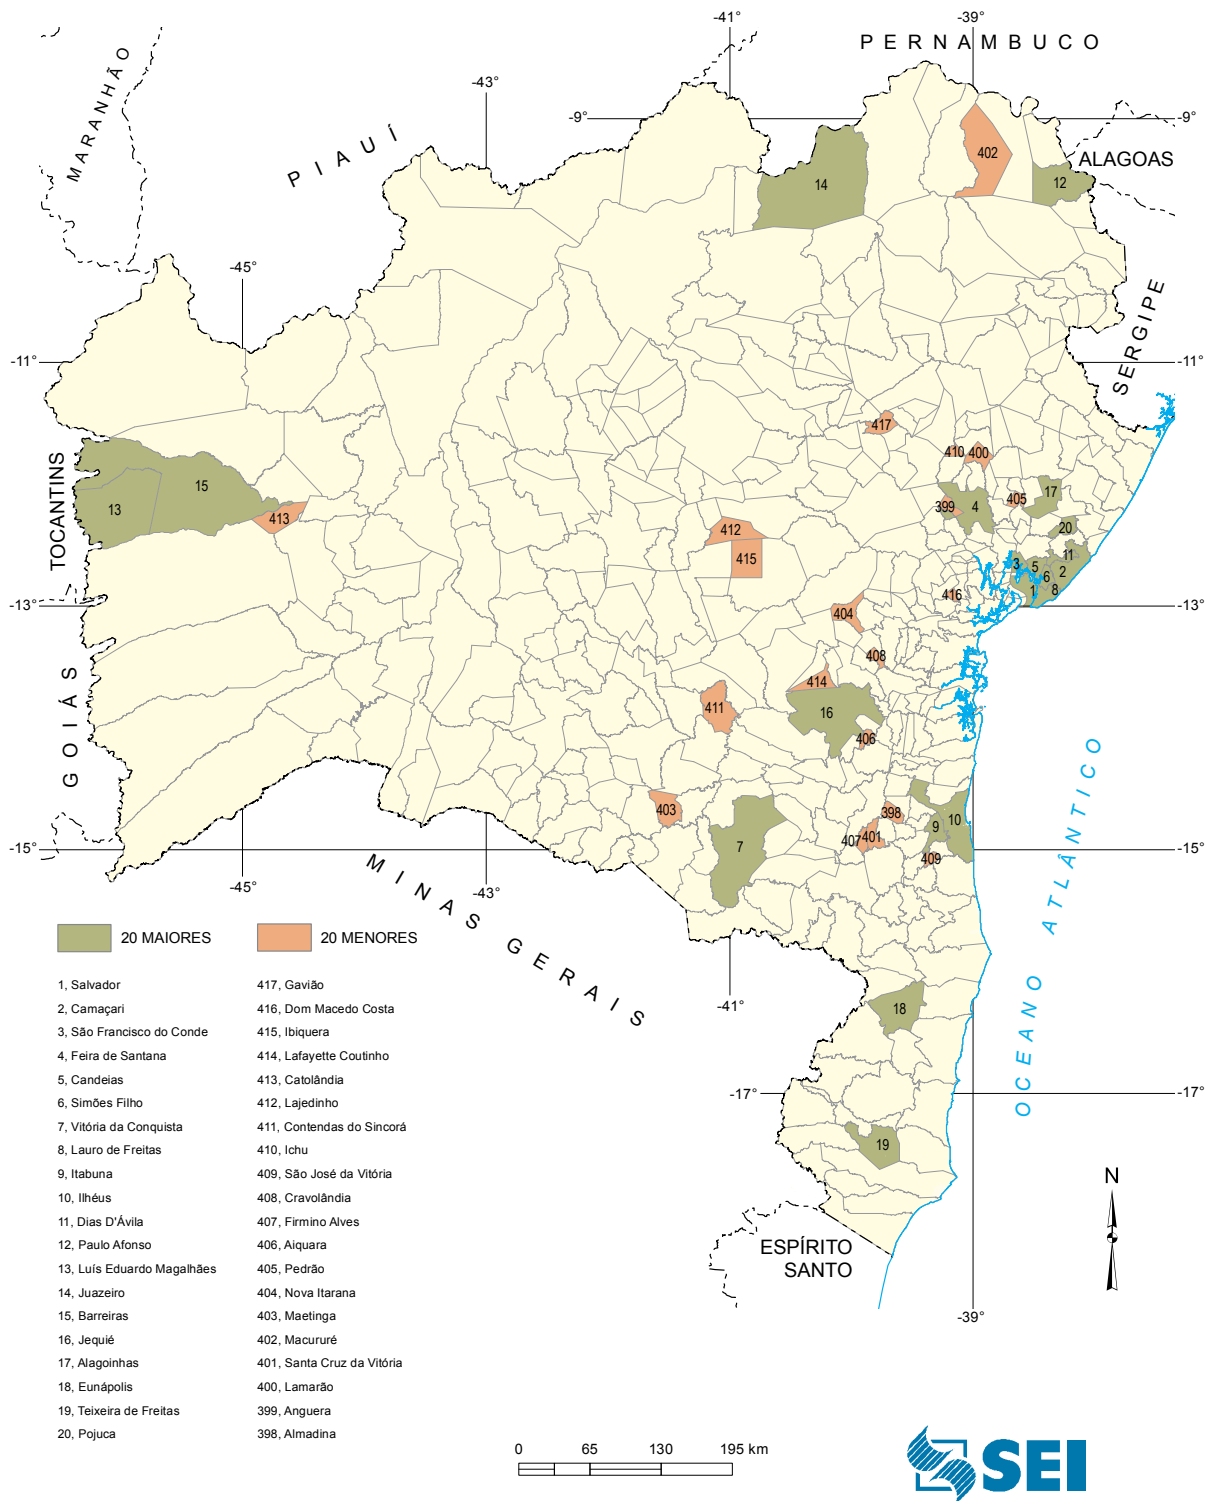 -41°
-39°
PERNAMBUCO
MARANHÃO
-43°
PIAUÍ
-9°
-9°
402
ALAGOAS
14
12
-45°
SERGIPE
-11°
-11°
417
410
400
TOCANTINS
15
13
413
399
4
405
17
412
415
20
11
3
5
2
6
1
8
416
-13°
-13°
404
408
414
411
16
406
GOIÁS
403
398
10
9
407
401
409
7
-15°
-15°
-45°
-43°
MINAS GERAIS
OCEANO ATLÂNTICO
-41°
18
-17°
-17°
19
ESPÍRITO
SANTO
N
-39°
20 MAIORES
20 MENORES
1, Salvador
2, Camaçari
3, São Francisco do Conde
4, Feira de Santana
5, Candeias
6, Simões Filho
7, Vitória da Conquista
8, Lauro de Freitas
9, Itabuna
10, Ilhéus
11, Dias D'Ávila
12, Paulo Afonso
13, Luís Eduardo Magalhães
14, Juazeiro
15, Barreiras
16, Jequié
17, Alagoinhas
18, Eunápolis
19, Teixeira de Freitas
20, Pojuca
417, Gavião
416, Dom Macedo Costa
415, Ibiquera
414, Lafayette Coutinho
413, Catolândia
412, Lajedinho
411, Contendas do Sincorá
410, Ichu
409, São José da Vitória
408, Cravolândia
407, Firmino Alves
406, Aiquara
405, Pedrão
404, Nova Itarana
403, Maetinga
402, Macururé
401, Santa Cruz da Vitória
400, Lamarão
399, Anguera
398, Almadina
0 65 130 195 km
SEI